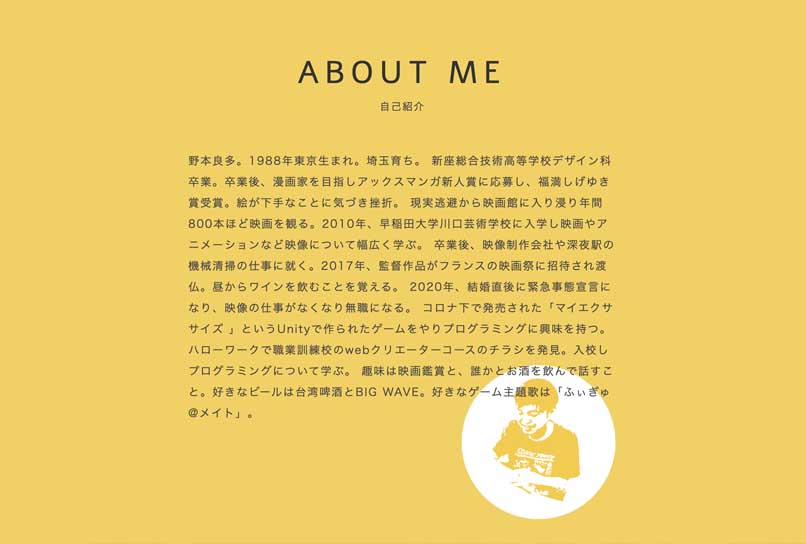 ABOUT ME
自己紹介
野本良多。1988年東京生まれ。埼玉育ち。 新座総合技術高等学校デザイン科
卒業。卒業後、漫画家を目指しアックスマンガ新人賞に応募し、福満しげゆき
賞受賞。絵が下手なことに気づき挫折。 現実逃避から映画館に入り浸り年間
800本ほど映画を観る。2010年、早稲田大学川口芸術学校に入学し映画やア
ニメーションなど映像について幅広く学ぶ。 卒業後、映像制作会社や深夜駅の
機械清掃の仕事に就く。2017年、監督作品がフランスの映画祭に招待され渡
仏。昼からワインを飲むことを覚える。 2020年、結婚直後に緊急事態宣言に
なり、映像の仕事がなくなり無職になる。 コロナ下で発売された「マイエクサ
サイズ 」というUnityで作られたゲームをやりプログラミングに興味を持つ。
ハローワークで職業訓練校のwebクリエーターコースのチラシを発見。入校し
プログラミングについて学ぶ。 趣味は映画鑑賞と、誰かとお酒を飲んで話すこ
と。好きなビールは台湾啤酒とBIG WAVE。好きなゲーム主題歌は「ふぃぎゅ
@メイト」。